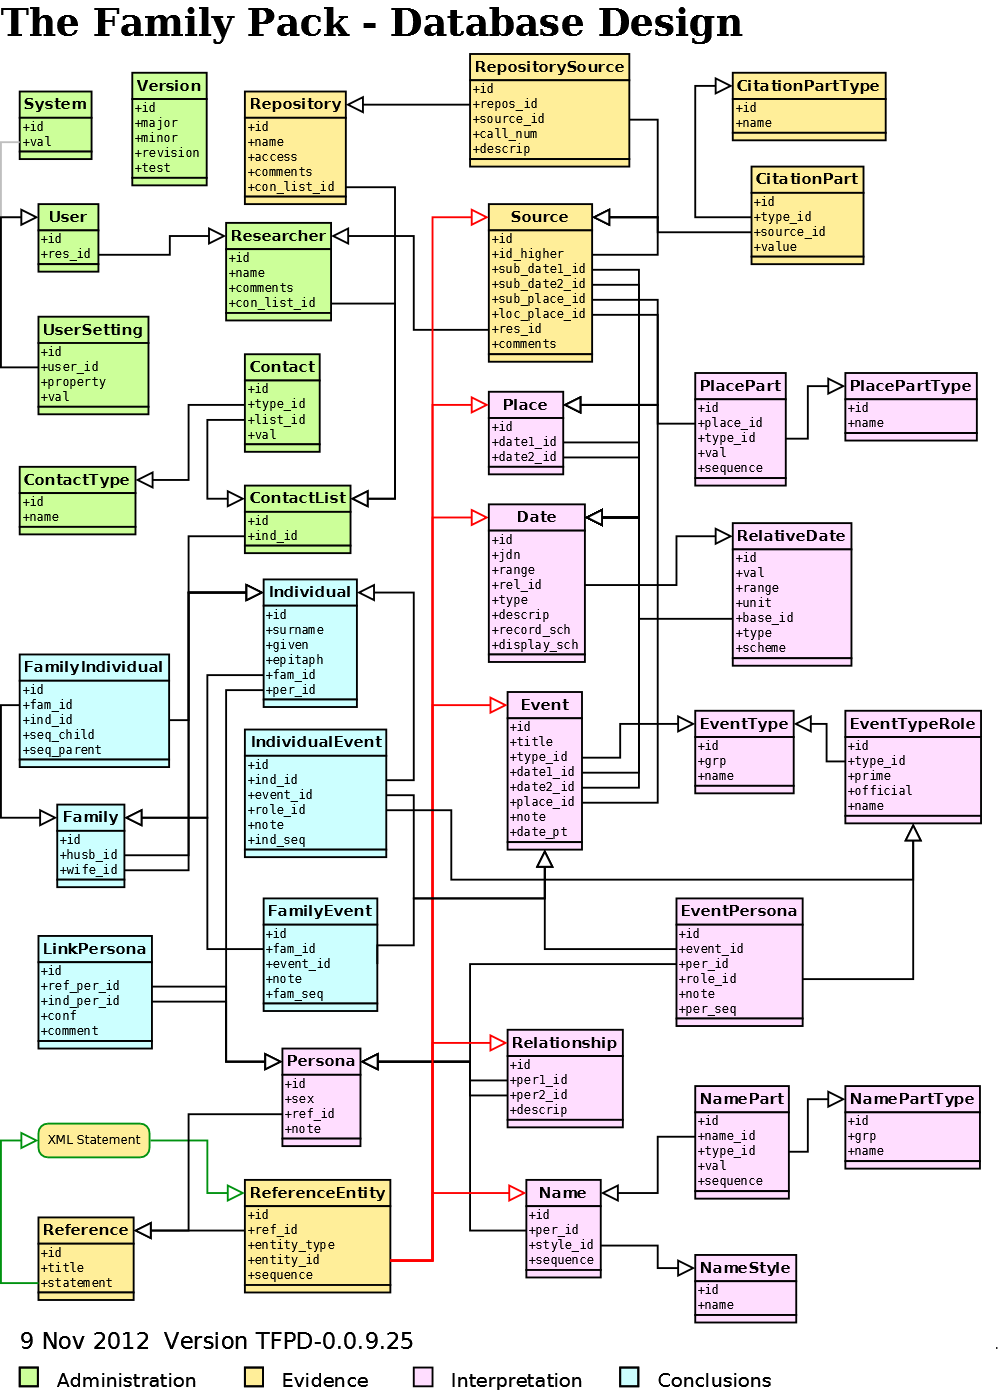 The Family Pack - Database Design
System
+id
+val
Version
+id
+major
+minor
+revision
+test
Repository
+id
+name
+access
+comments
+con_list_id
RepositorySource
+id
+repos_id
+source_id
+call_num
+descrip
CitationPartType
+id
+name
CitationPart
+id
+type_id
+source_id
+value
User
+id
+res_id
Researcher
+id
+name
+comments
+con_list_id
Source
+id
+id_higher
+sub_date1_id
+sub_date2_id
+sub_place_id
+loc_place_id
+res_id
+comments
UserSetting
+id
+user_id
+property
+val
Contact
+id
+type_id
+list_id
+val
Place
+id
+date1_id
+date2_id
PlacePart
+id
+place_id
+type_id
+val
+sequence
PlacePartType
+id
+name
ContactType
+id
+name
ContactList
+id
+ind_id
Date
+id
+jdn
+range
+rel_id
+type
+descrip
+record_sch
+display_sch
RelativeDate
+id
+val
+range
+unit
+base_id
+type
+scheme
Individual
+id
+surname
+given
+epitaph
+fam_id
+per_id
FamilyIndividual
+id
+fam_id
+ind_id
+seq_child
+seq_parent
IndividualEvent
+id
+ind_id
+event_id
+role_id
+note
+ind_seq
Event
+id
+title
+type_id
+date1_id
+date2_id
+place_id
+note
+date_pt
EventType
+id
+grp
+name
EventTypeRole
+id
+type_id
+prime
+official
+name
Family
+id
+husb_id
+wife_id
FamilyEvent
+id
+fam_id
+event_id
+note
+fam_seq
EventPersona
+id
+event_id
+per_id
+role_id
+note
+per_seq
LinkPersona
+id
+ref_per_id
+ind_per_id
+conf
+comment
Persona
+id
+sex
+ref_id
+note
Relationship
+id
+per1_id
+per2_id
+descrip
NamePart
+id
+name_id
+type_id
+val
+sequence
NamePartType
+id
+grp
+name
XML Statement
ReferenceEntity
+id
+ref_id
+entity_type
+entity_id
+sequence
Name
+id
+per_id
+style_id
+sequence
Reference
+id
+title
+statement
NameStyle
+id
+name
9 Nov 2012 Version TFPD-0.0.9.25
Administration
Evidence
Interpretation
Conclusions